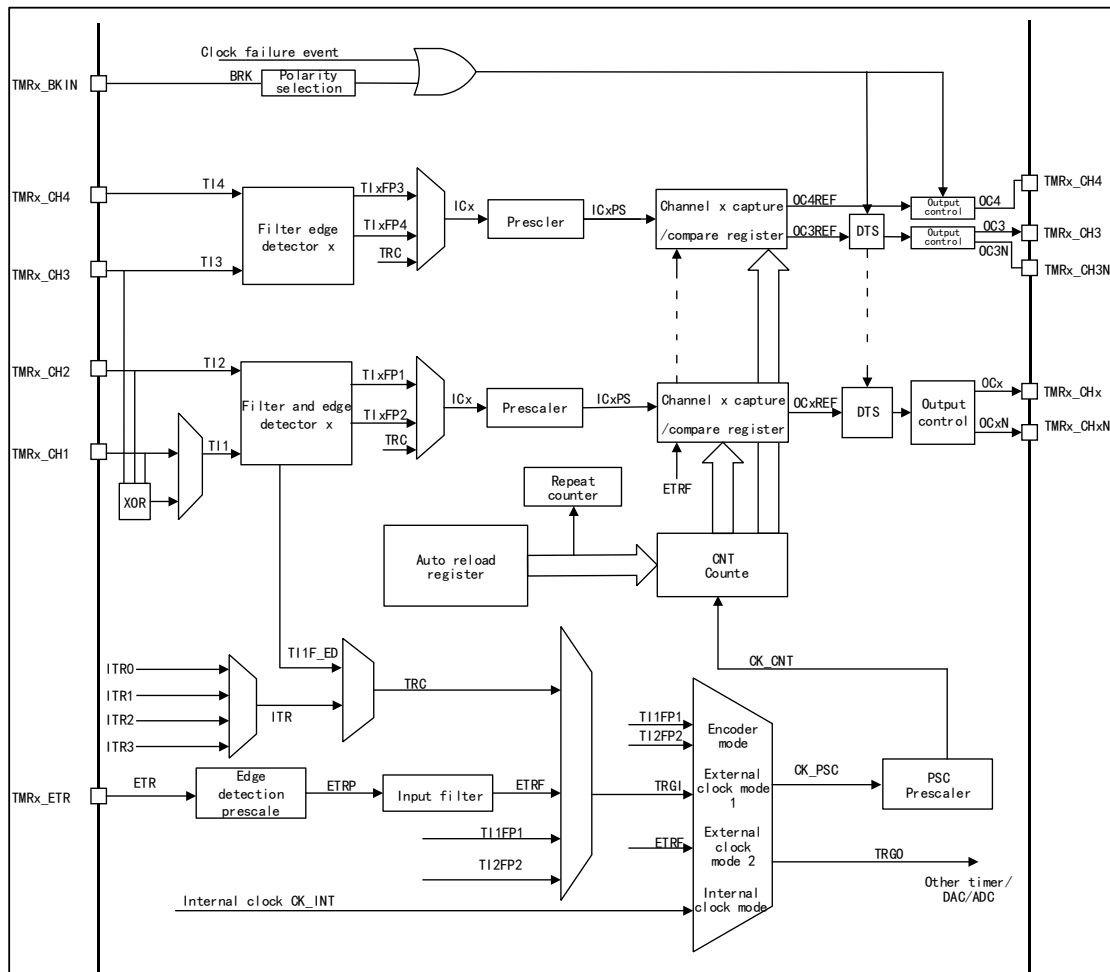 Clock failure event
BRK
Polarity
selection
TMRx_BKIN
TMRx_CH4
TI4
TIxFP3
Filter edge
detector x
TIxFP4
TRC
ICx
Prescler
ICxPS
Channel x capture
/compare register
OC4REF
OC3REF
DTS
Output
control
OC4
TMRx_CH4
Output
control
OC3
TMRx_CH3
OC3N
TMRx_CH3N
TMRx_CH3
TI3
TMRx_CH2
TI2
TIxFP1
Filter and edge
detector x
TIxFP2
TRC
ICx
Prescaler
ICxPS
Channel x capture
/compare register
OCxREF
DTS
Output
control
OCx
TMRx_CHx
OCxN
TMRx_CHxN
TMRx_CH1
TI1
XOR
ETRF
Repeat
counter
Auto reload
register
CNT
Counte
TI1F_ED
CK_CNT
ITR0
ITR1
ITR2
ITR3
ITR
TRC
TI1FP1
TI2FP2
Encoder
mode
External
clock mode
1
External
clock
mode 2
Internal
clock mode
CK_PSC
PSC
Prescaler
TMRx_ETR
ETR
Edge
detection
prescale
ETRP
Input filter
ETRF
TRGI
TI1FP1
ETRF
TI2FP2
TRGO
Other timer/
DAC/ADC
Internal clock CK_INT